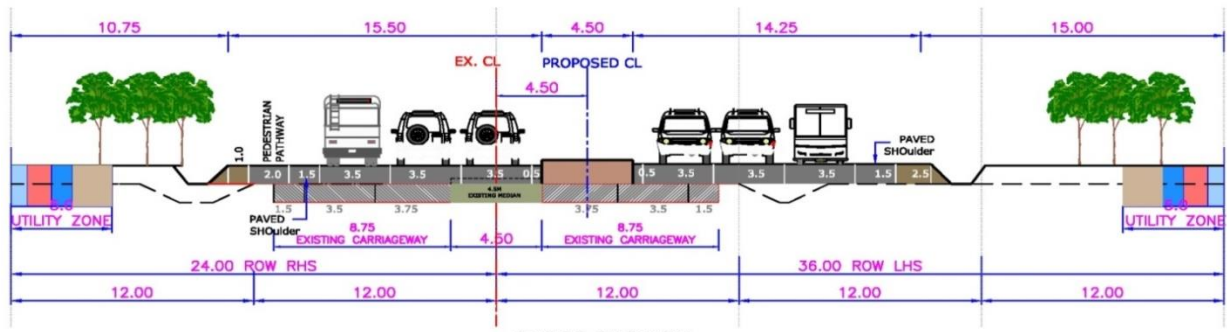 10.75 15.50 4.50 14.25 15.00
EX. CL PROPOSED CL
4.50
PEDESTRIAN
PATHWAY
PAVED
SHOulder
1.0
2.0 1.5 3.5 3.5 3.5 0.5 0.5 3.5 3.5 3.5 1.5 2.5
4.5M
EXISTING MEDIAN
1.5 3.5 3.75 3.75 3.5 1.5
UTILITY ZONE
PAVED
SHOulder
8.75
EXISTING CARRIAGEWAY
4.50
8.75
EXISTING CARRIAGEWAY
UTILITY ZONE
24.00 ROW RHS 36.00 ROW LHS
12.00 12.00 12.00 12.00 12.00